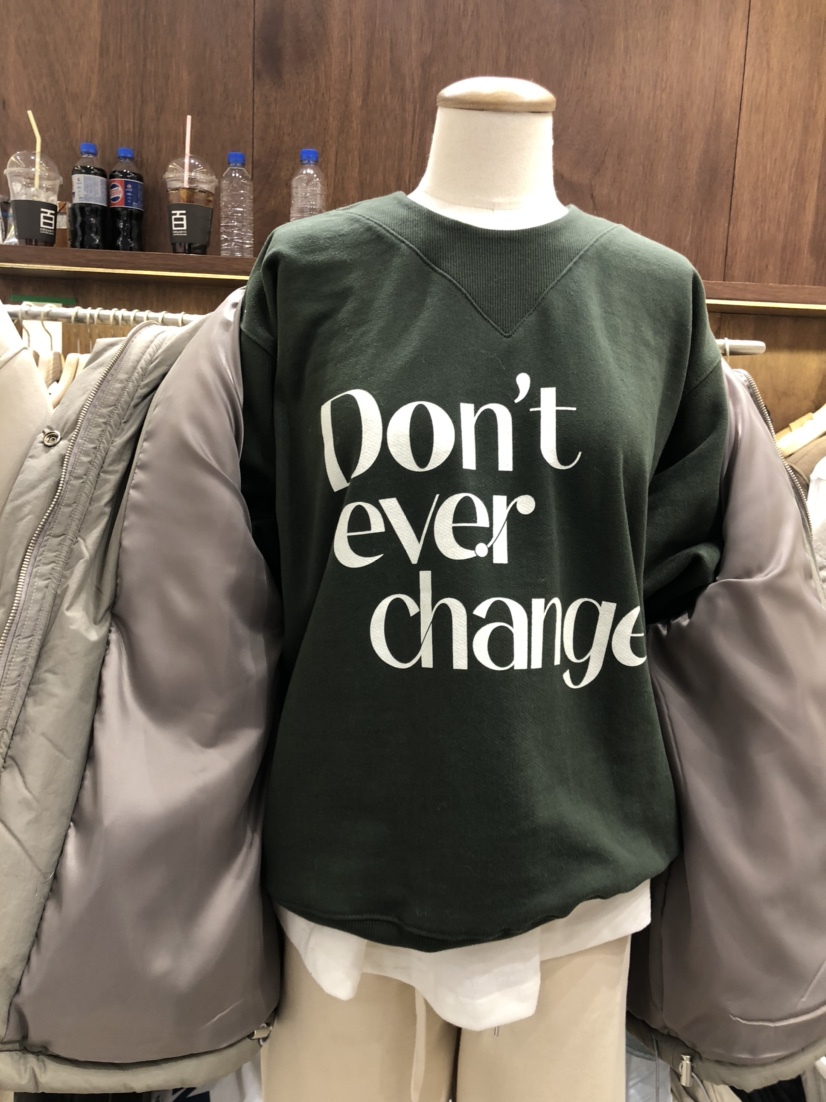 百
百
Don't
ever
change